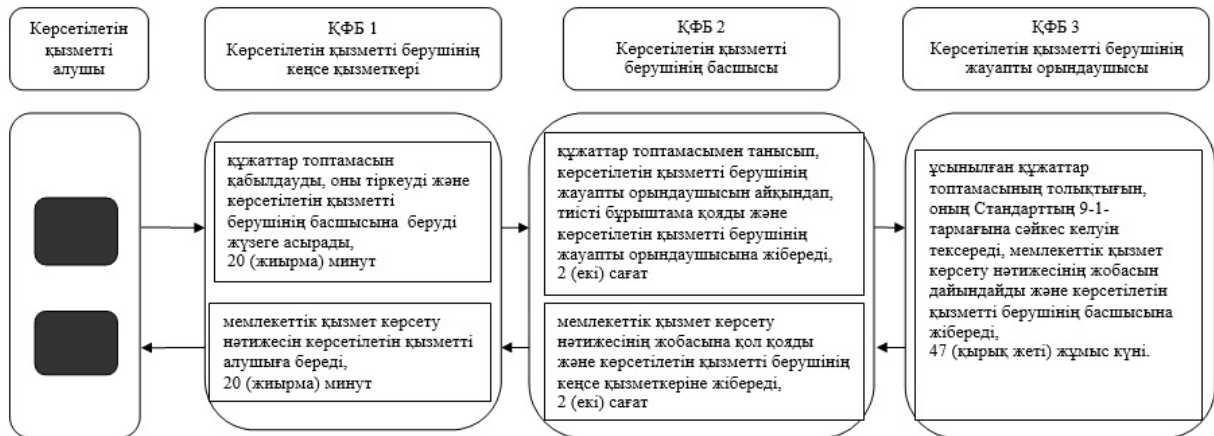 Көрсетілетін
қызметті
алушы
ҚФБ 1
Көрсетілетін қызметті берушінің
кеңсе қызметкері
ҚФБ 2
Көрсетілетін қызметті
берушінің басшысы
ҚФБ 3
Көрсетілетін қызметті берушінің
жауапты орындаушысы
құжаттар топтамасын
қабылдауды, оны тіркеуді және
көрсетілетін қызметті
берушінің басшысына беруді
жүзеге асырады,
20 (жиырма) минут
құжаттар топтамасымен танысып,
көрсетілетін қызметті берушінің
жауапты орындаушысын айқындап,
тиісті бұрыштама қояды және
көрсетілетін қызметті берушінің
жауапты орындаушысына жібереді,
2 (екі) сағат
ұсынылған құжаттар
топтамасының толықтығын,
оның Стандарттың 9-1-
тармағына сәйкес келуін
тексереді, мемлекеттік қызмет
көрсету нәтижесінің жобасын
дайындайды және көрсетілетін
қызметті берушінің басшысына
жібереді,
47 (қырық жеті) жұмыс күні.
мемлекеттік қызмет көрсету
нәтижесін көрсетілетін қызметті
алушыға береді,
20 (жиырма) минут
мемлекеттік қызмет көрсету
нәтижесінің жобасына қол қояды
және көрсетілетін қызметті берушінің
кеңсе қызметкеріне жібереді,
2 (екі) сағат